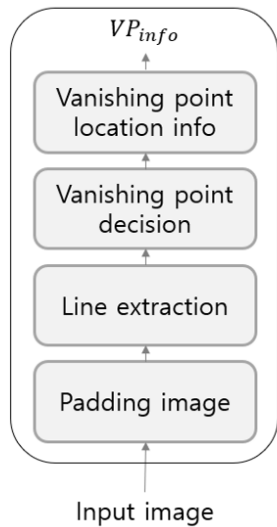 VP_info
Vanishing point
location info
Vanishing point
decision
Line extraction
Padding image
Input image